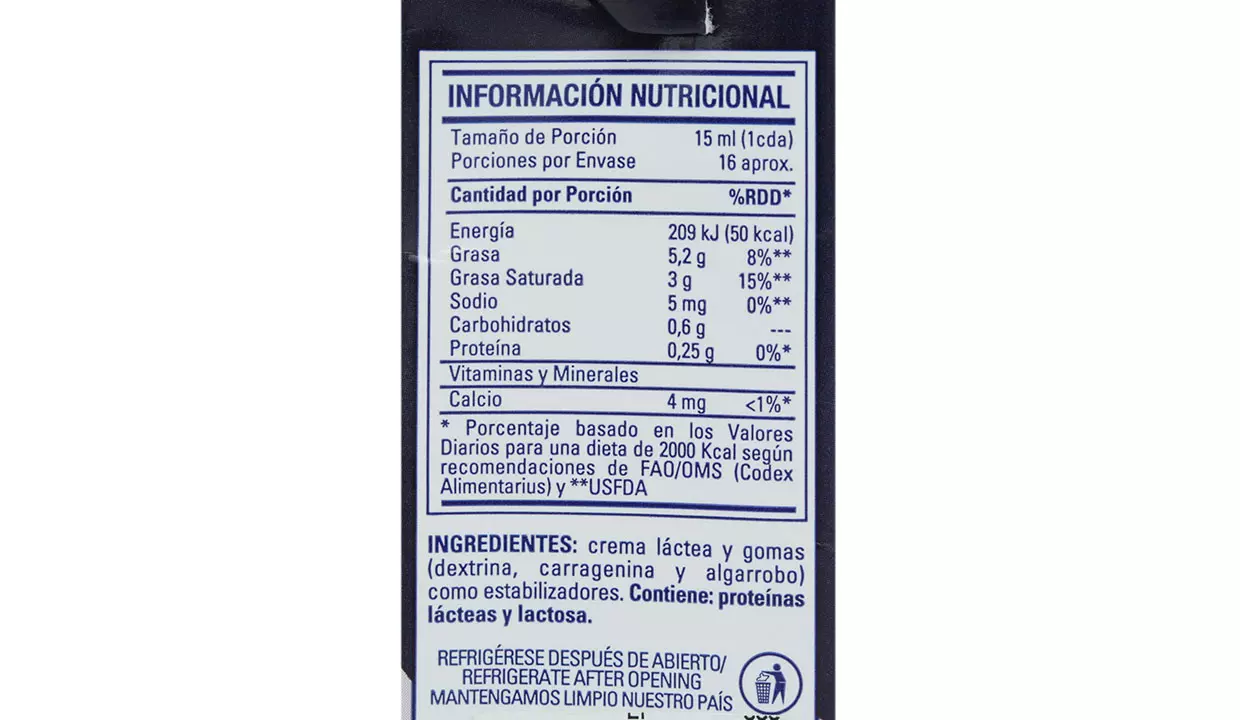 INFORMACIÓN NUTRICIONAL
Tamaño de Porción 15 ml (1cda)
Porciones por Envase 16 aprox.
Cantidad por Porción %RDD*
Energía 209 kJ (50 kcal)
Grasa 5,2 g 8%**
Grasa Saturada 3 g 15%**
Sodio 5 mg 0%**
Carbohidratos 0,6 g ---
Proteína 0,25 g 0%*
Vitaminas y Minerales
Calcio 4 mg <1%*
* Porcentaje basado en los Valores
Diarios para una dieta de 2000 Kcal según
recomendaciones de FAO/OMS (Codex
Alimentarius) y **USFDA
INGREDIENTES: crema láctea y gomas
(dextrina, carragenina y algarrobo)
como estabilizadores. Contiene: proteínas
lácteas y lactosa.
REFRIGÉRESE DESPUÉS DE ABIERTO/
REFRIGERATE AFTER OPENING
MANTENGAMOS LIMPIO NUESTRO PAÍS